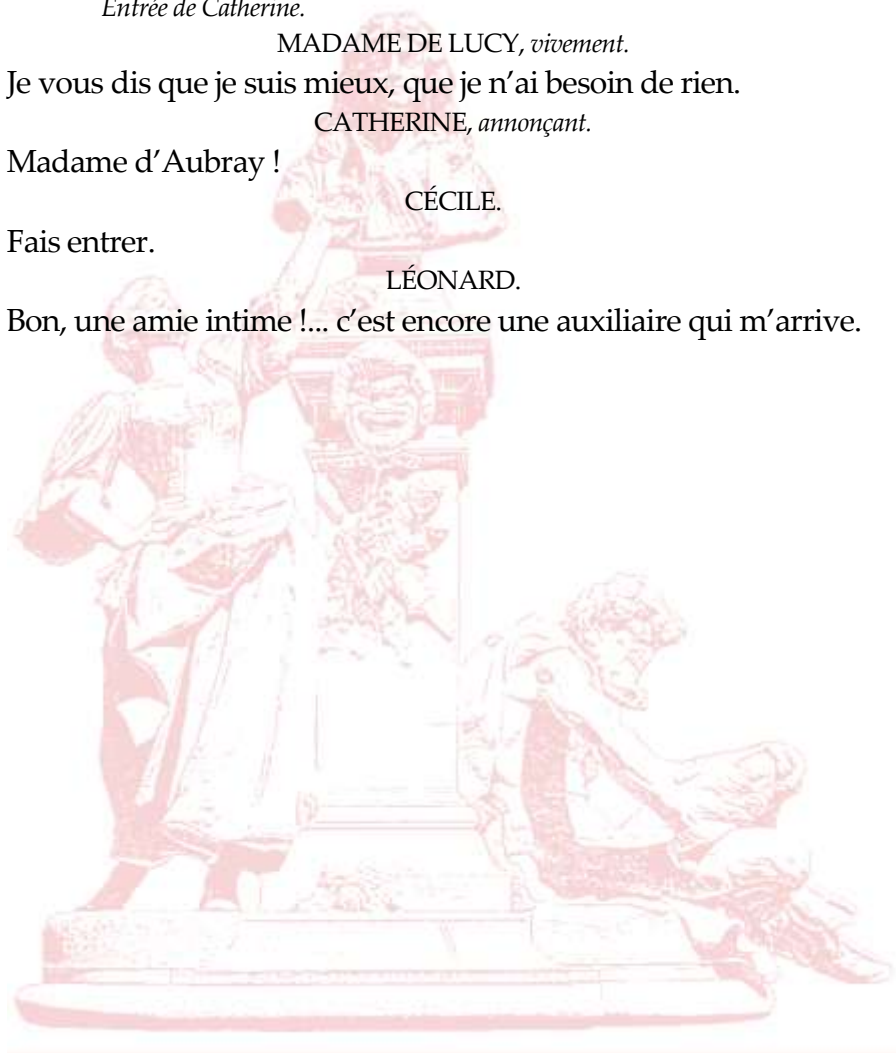 Entrée de Catherine.
MADAME DE LUCY, vivement.
Je vous dis que je suis mieux, que je n’ai besoin de rien.
CATHERINE, annonçant.
Madame d’Aubray !
CÉCILE.
Fais entrer.
LÉONARD.
Bon, une amie intime !... c’est encore une auxiliaire qui m’arrive.